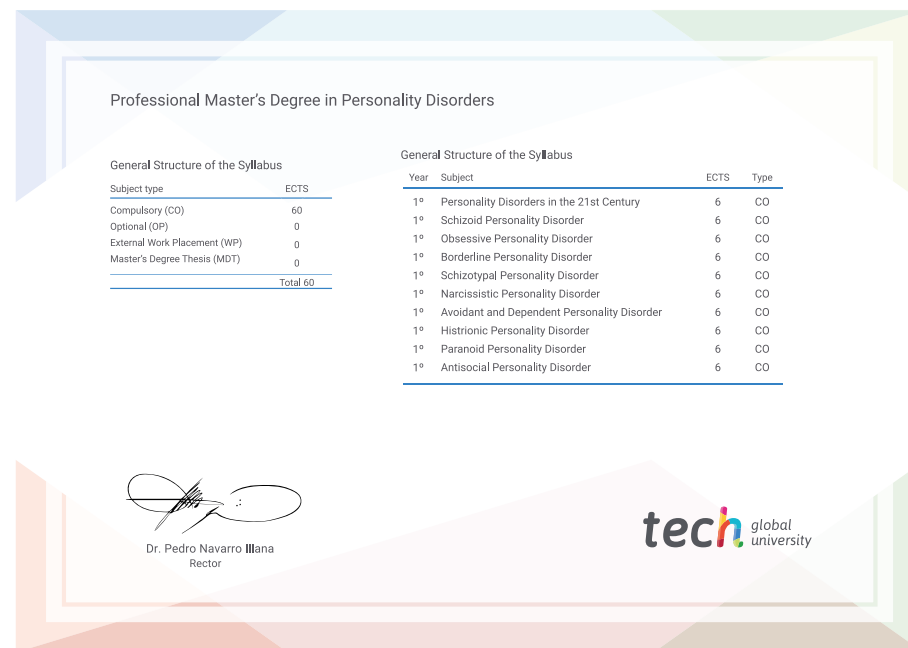 Professional Master's Degree in Personality Disorders
General Structure of the Syllabus
Subject type ECTS
Compulsory (CO) 60
Optional (OP) 0
External Work Placement (WP) 0
Master's Degree Thesis (MDT) 0
Total 60
General Structure of the Syllabus
Year Subject ECTS Type
1º Personality Disorders in the 21st Century 6 CO
1º Schizoid Personality Disorder 6 CO
1º Obsessive Personality Disorder 6 CO
1º Borderline Personality Disorder 6 CO
1º Schizotypal Personality Disorder 6 CO
1º Narcissistic Personality Disorder 6 CO
1º Avoidant and Dependent Personality Disorder 6 CO
1º Histrionic Personality Disorder 6 CO
1º Paranoid Personality Disorder 6 CO
1º Antisocial Personality Disorder 6 CO
Dr. Pedro Navarro Illana
Rector
tech global
university